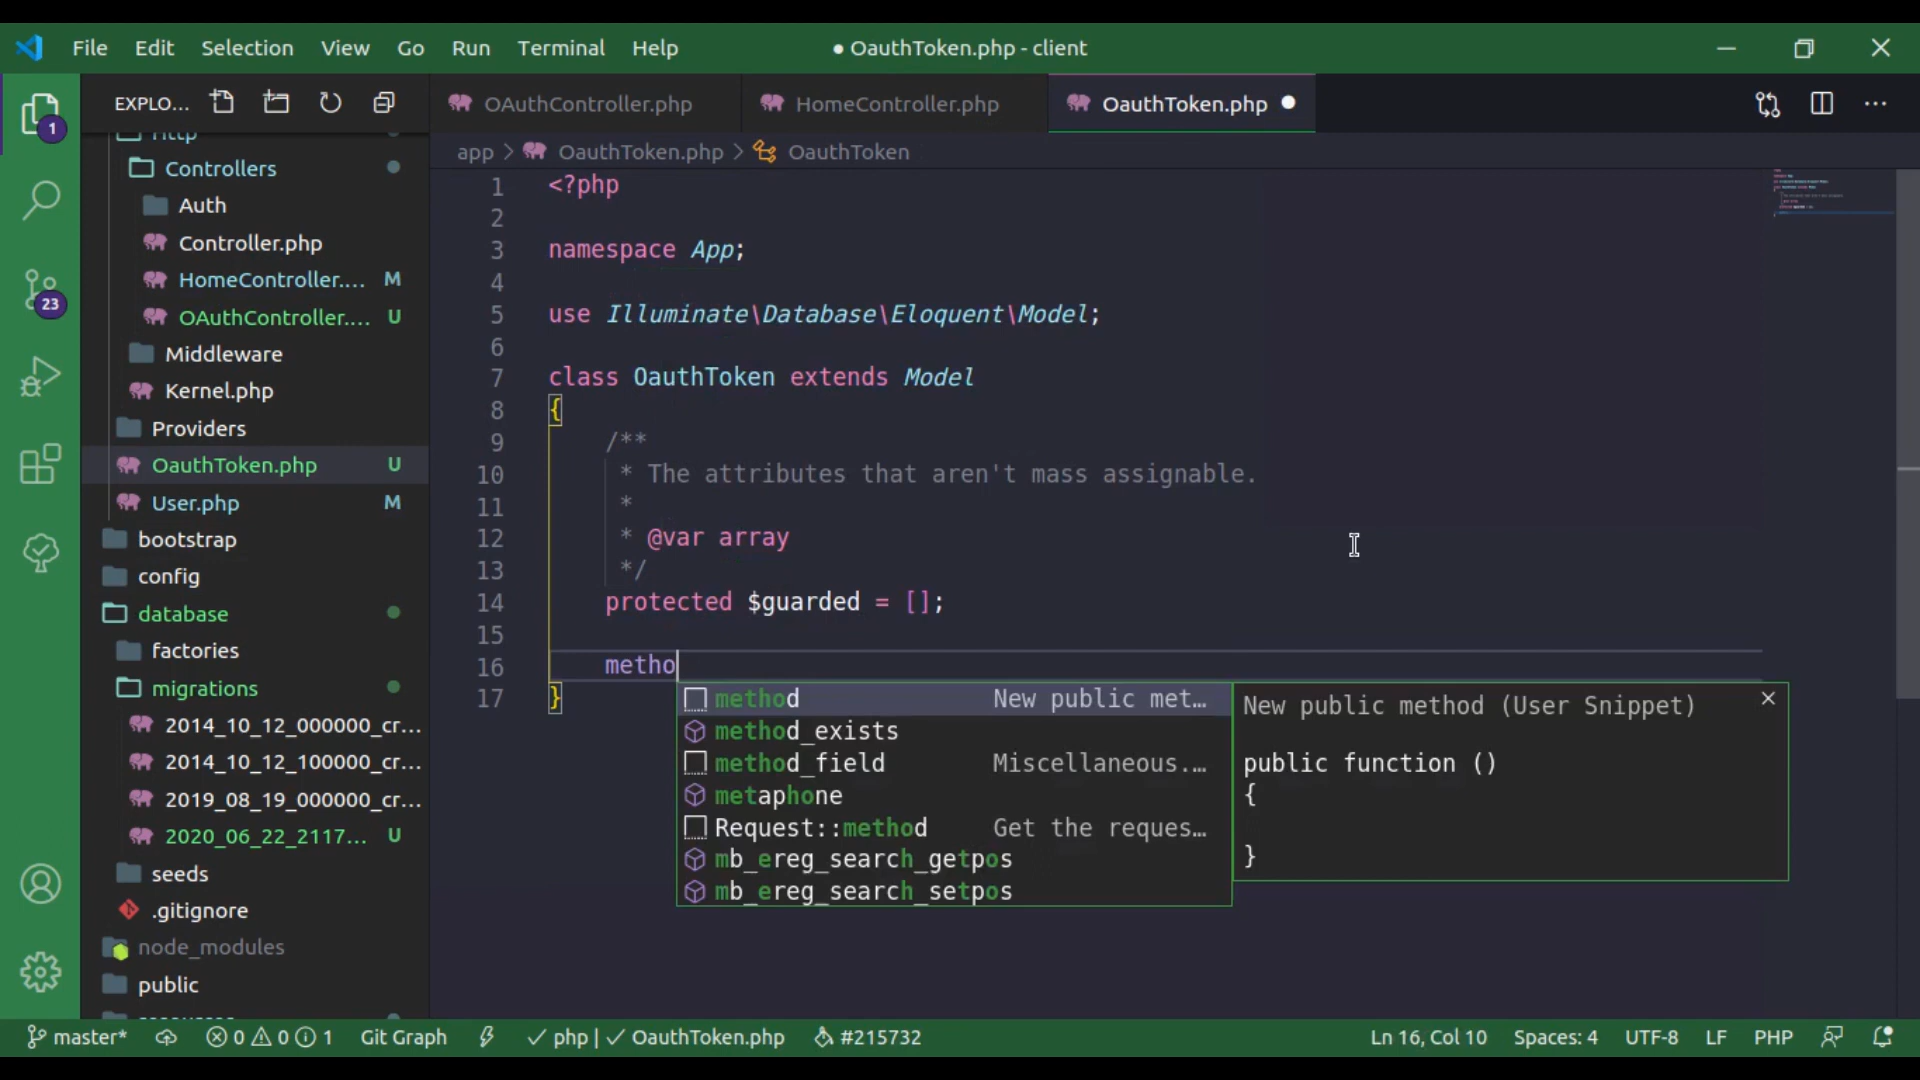 File Edit Selection View Go Run Terminal Help ● OauthToken.php - client
EXPLO... OAuthController.php HomeController.php OauthToken.php ●
1
app > OauthToken.php > OauthToken
Http
Controllers
Auth
Controller.php
HomeController.... M
OAuthController.... U
Middleware
Kernel.php
Providers
OauthToken.php U
User.php M
bootstrap
config
database
factories
migrations
2014_10_12_000000_cr...
2014_10_12_100000_cr...
2019_08_19_000000_cr...
2020_06_22_2117... U
seeds
.gitignore
node_modules
public
23
1 <?php
2
3 namespace App;
4
5 use Illuminate\Database\Eloquent\Model;
6
7 class OauthToken extends Model
8 {
9 /**
10 * The attributes that aren't mass assignable.
11 *
12 * @var array
13 */
14 protected $guarded = [];
15
16 metho
17 }
method New public met...
method_exists
method_field Miscellaneous....
metaphone
Request::method Get the reques...
mb_ereg_search_getpos
mb_ereg_search_setpos
New public method (User Snippet)
public function ()
{
}
master* 0 0 1 Git Graph php | OauthToken.php #215732 Ln 16, Col 10 Spaces: 4 UTF-8 LF PHP